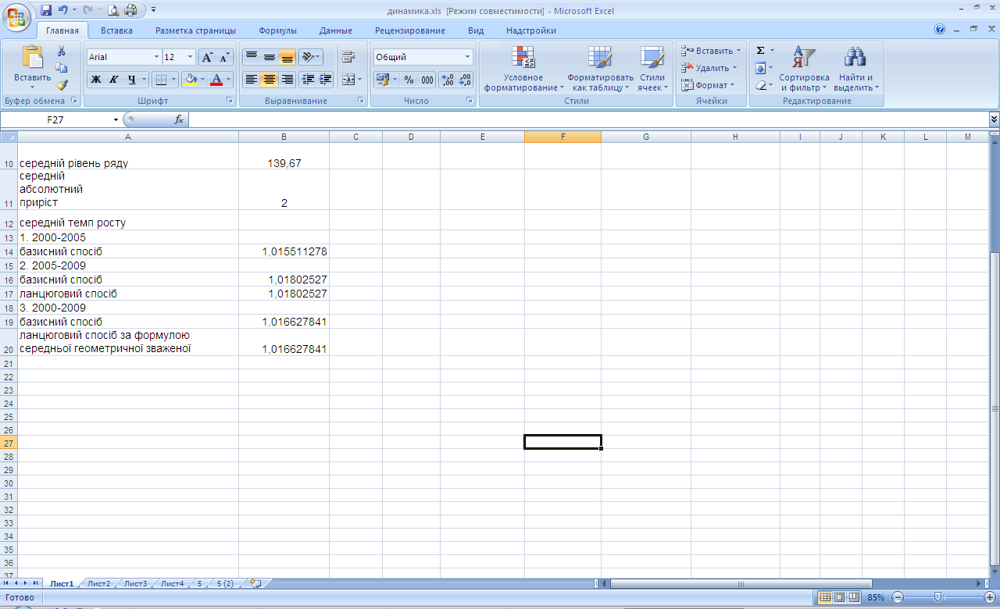 динамика.xls [Режим совместимости] - Microsoft Excel
Главная Вставка Разметка страницы Формулы Данные Рецензирование Вид Надстройки
Вставить
Буфер обмена
Arial 12
Ж К Ч
Шрифт
Выравнивание
Общий
% 000
Число
Условное форматирование
Форматировать как таблицу
Стили ячеек
Стили
Вставить
Удалить
Формат
Ячейки
Сортировка и фильтр
Найти и выделить
Редактирование
F27
A B C D E F G H I J K L M
10 середній рівень ряду 139,67
середній
абсолютний
11 приріст 2
12 середній темп росту
13 1. 2000-2005
14 базисний спосіб 1,015511278
15 2. 2005-2009
16 базисний спосіб 1,01802527
17 ланцюговий спосіб 1,01802527
18 3. 2000-2009
19 базисний спосіб 1,016627841
ланцюговий спосіб за формулою
20 середньої геометричної зваженої 1,016627841
21
22
23
24
25
26
27
28
29
30
31
32
33
34
35
36
37
Лист1 Лист2 Лист3 Лист4 5 5 (2)
Готово 85%